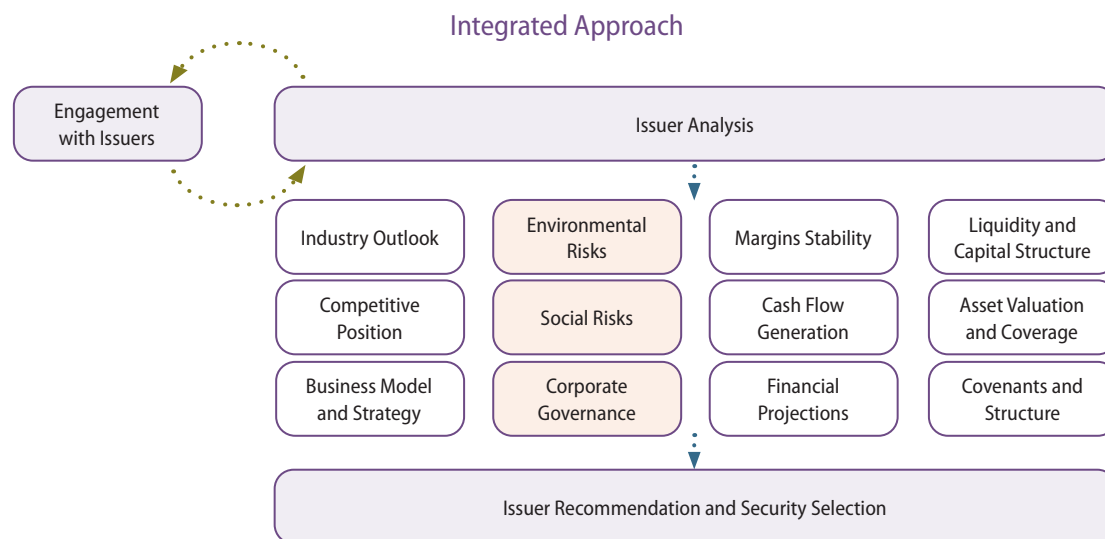 Integrated Approach
Engagement
with Issuers
Issuer Analysis
Industry Outlook
Environmental
Risks
Margins Stability
Liquidity and
Capital Structure
Competitive
Position
Social Risks
Cash Flow
Generation
Asset Valuation
and Coverage
Business Model
and Strategy
Corporate
Governance
Financial
Projections
Covenants and
Structure
Issuer Recommendation and Security Selection